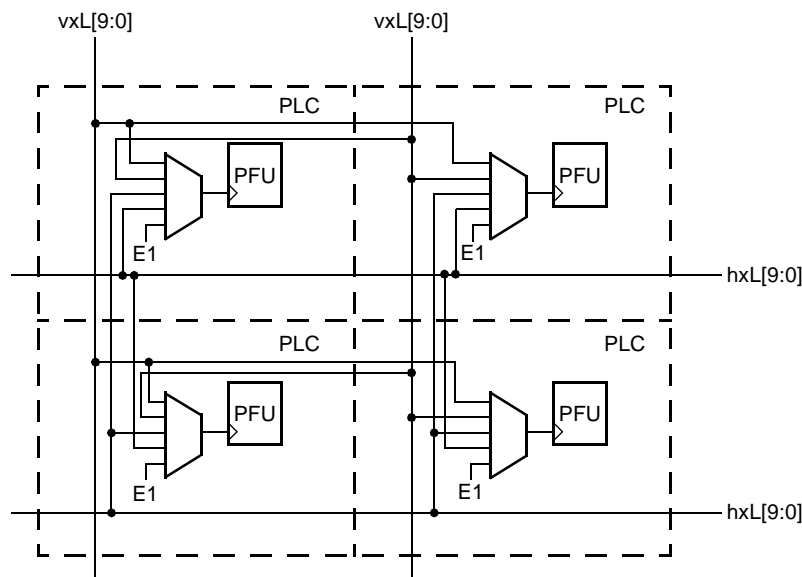 vxL[9:0] vxL[9:0]
PLC PLC
PFU PFU
E1 E1
hxL[9:0]
PLC PLC
PFU PFU
E1 E1
hxL[9:0]